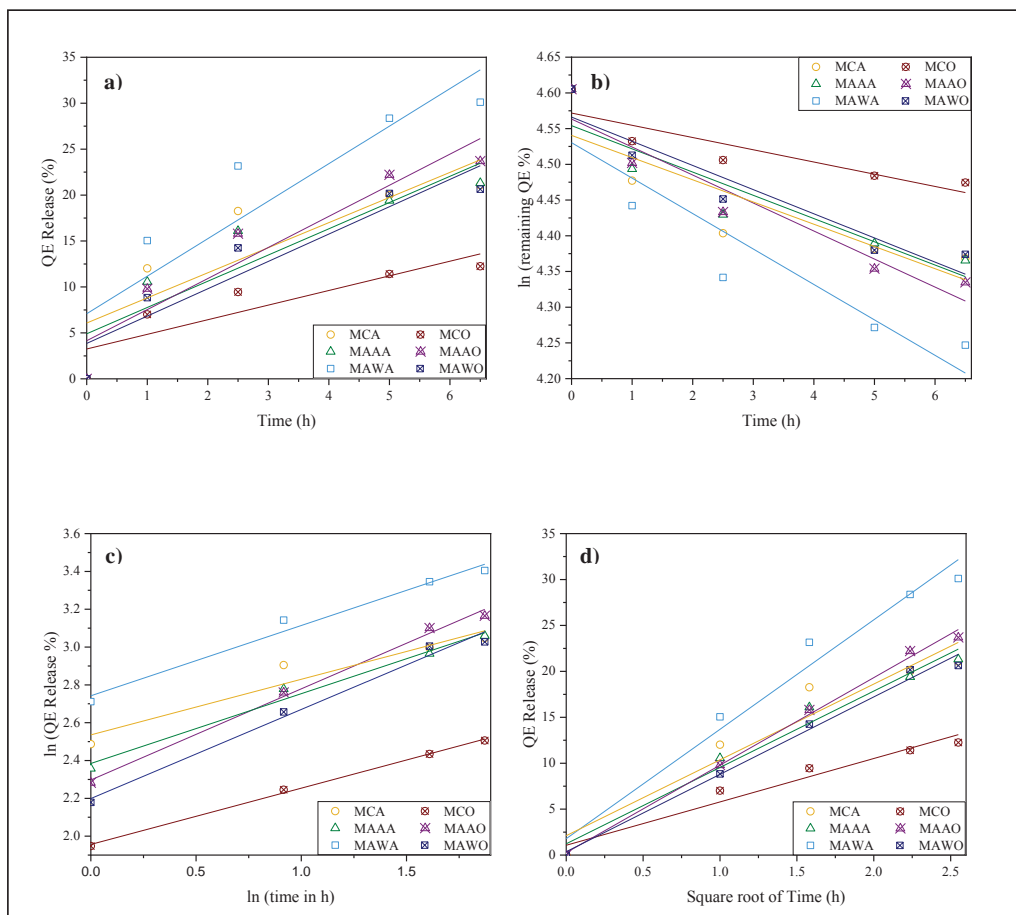 a)
35
30
25
20
15
10
5
0
QE Release (%)
0 1 2 3 4 5 6
Time (h)
MCA MCO
MAAA MAAO
MAWA MAWO
b)
4.65
4.60
4.55
4.50
4.45
4.40
4.35
4.30
4.25
4.20
ln (remaining QE %)
0 1 2 3 4 5 6
Time (h)
MCA MCO
MAAA MAAO
MAWA MAWO
c)
3.6
3.4
3.2
3.0
2.8
2.6
2.4
2.2
2.0
ln (QE Release %)
0.0 0.5 1.0 1.5
ln (time in h)
MCA MCO
MAAA MAAO
MAWA MAWO
d)
35
30
25
20
15
10
5
0
QE Release (%)
0.0 0.5 1.0 1.5 2.0 2.5
Square root of Time (h)
MCA MCO
MAAA MAAO
MAWA MAWO